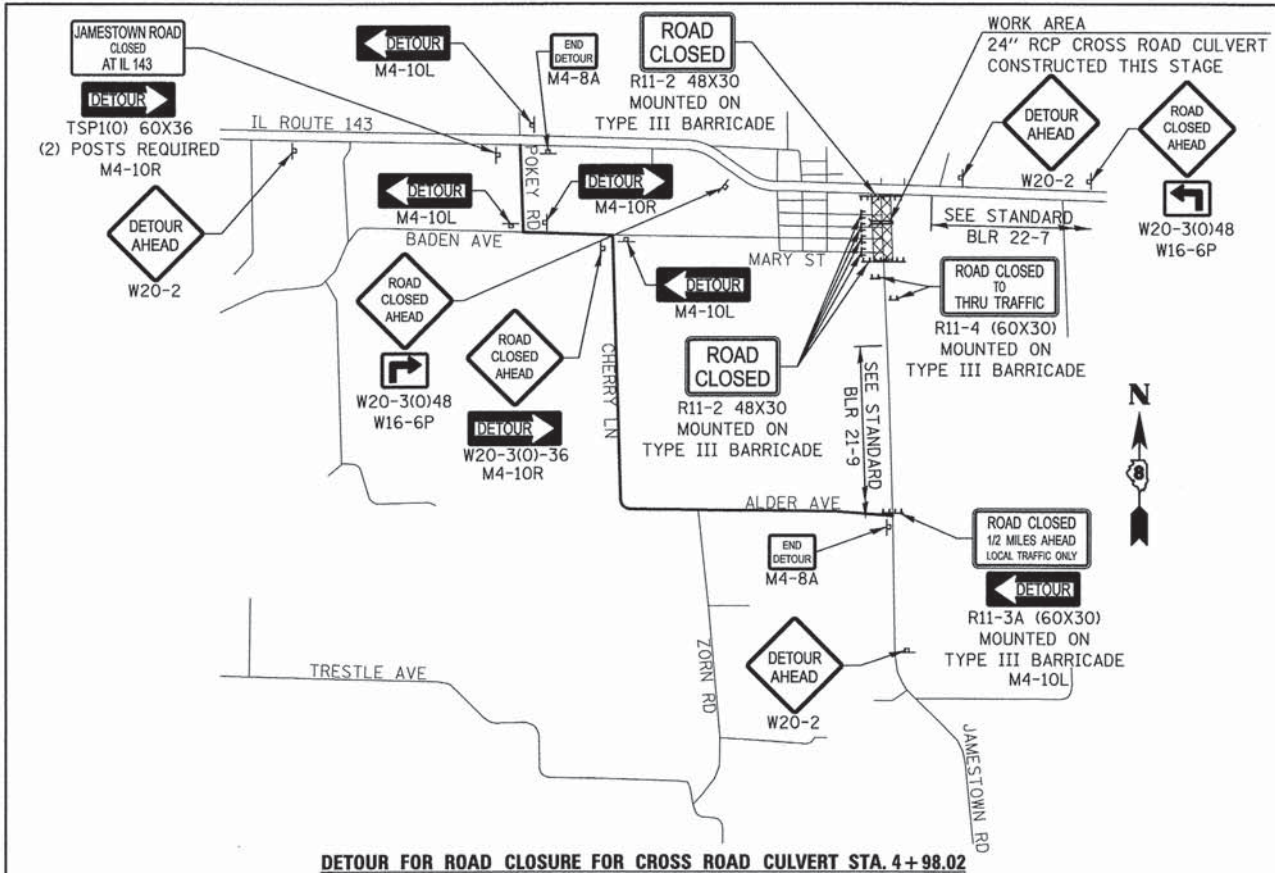 JAMESTOWN ROAD
CLOSED
AT IL 143
DETOUR
TSP1(O) 60X36
(2) POSTS REQUIRED
M4-10R
DETOUR
M4-10L
END
DETOUR
M4-8A
ROAD
CLOSED
R11-2 48X30
MOUNTED ON
TYPE III BARRICADE
WORK AREA
24" RCP CROSS ROAD CULVERT
CONSTRUCTED THIS STAGE
DETOUR
AHEAD
W20-2
ROAD
CLOSED
AHEAD
W20-3(O)48
W16-6P
IL ROUTE 143
POKEY RD
DETOUR
AHEAD
W20-2
DETOUR
M4-10L
DETOUR
M4-10R
BADEN AVE
MARY ST
SEE STANDARD
BLR 22-7
ROAD CLOSED
TO
THRU TRAFFIC
R11-4 (60X30)
MOUNTED ON
TYPE III BARRICADE
ROAD
CLOSED
AHEAD
W20-3(O)48
W16-6P
ROAD
CLOSED
AHEAD
DETOUR
W20-3(O)-36
M4-10R
DETOUR
M4-10L
CHERRY LN
ROAD
CLOSED
R11-2 48X30
MOUNTED ON
TYPE III BARRICADE
SEE STANDARD
BLR 21-9
N
8
ALDER AVE
END
DETOUR
M4-8A
ROAD CLOSED
1/2 MILES AHEAD
LOCAL TRAFFIC ONLY
DETOUR
R11-3A (60X30)
MOUNTED ON
TYPE III BARRICADE
M4-10L
DETOUR
AHEAD
W20-2
TRESTLE AVE
ZORN RD
JAMESTOWN RD
DETOUR FOR ROAD CLOSURE FOR CROSS ROAD CULVERT STA. 4+98.02